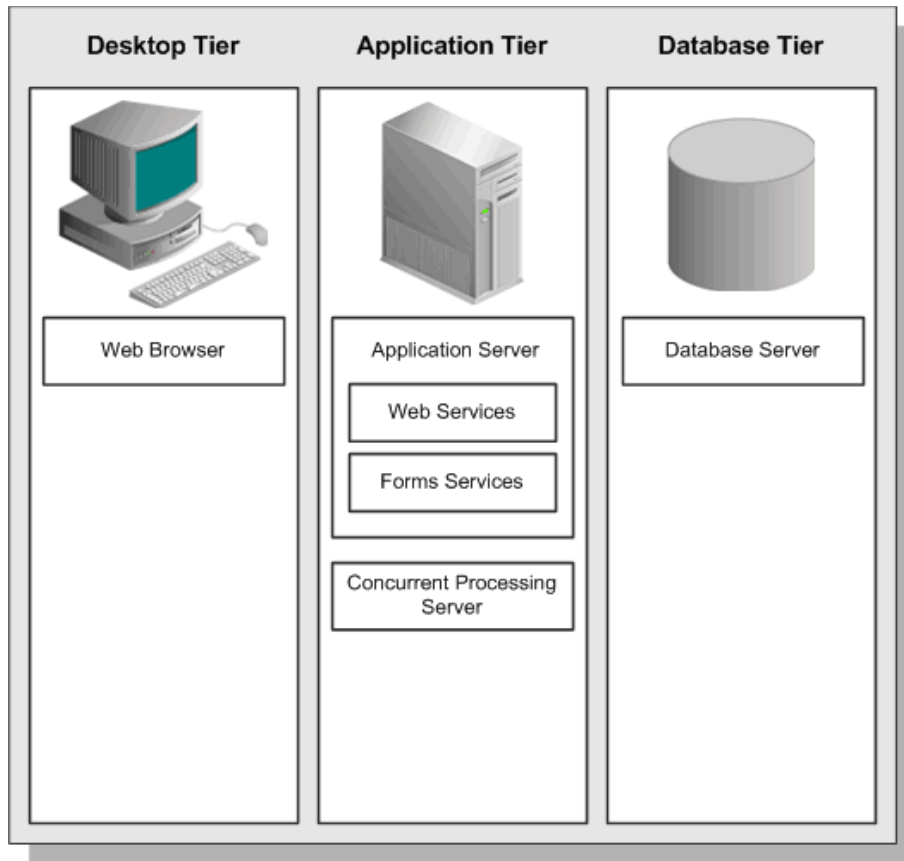 Desktop Tier
Application Tier
Database Tier
Web Browser
Application Server
Web Services
Forms Services
Concurrent Processing
Server
Database Server